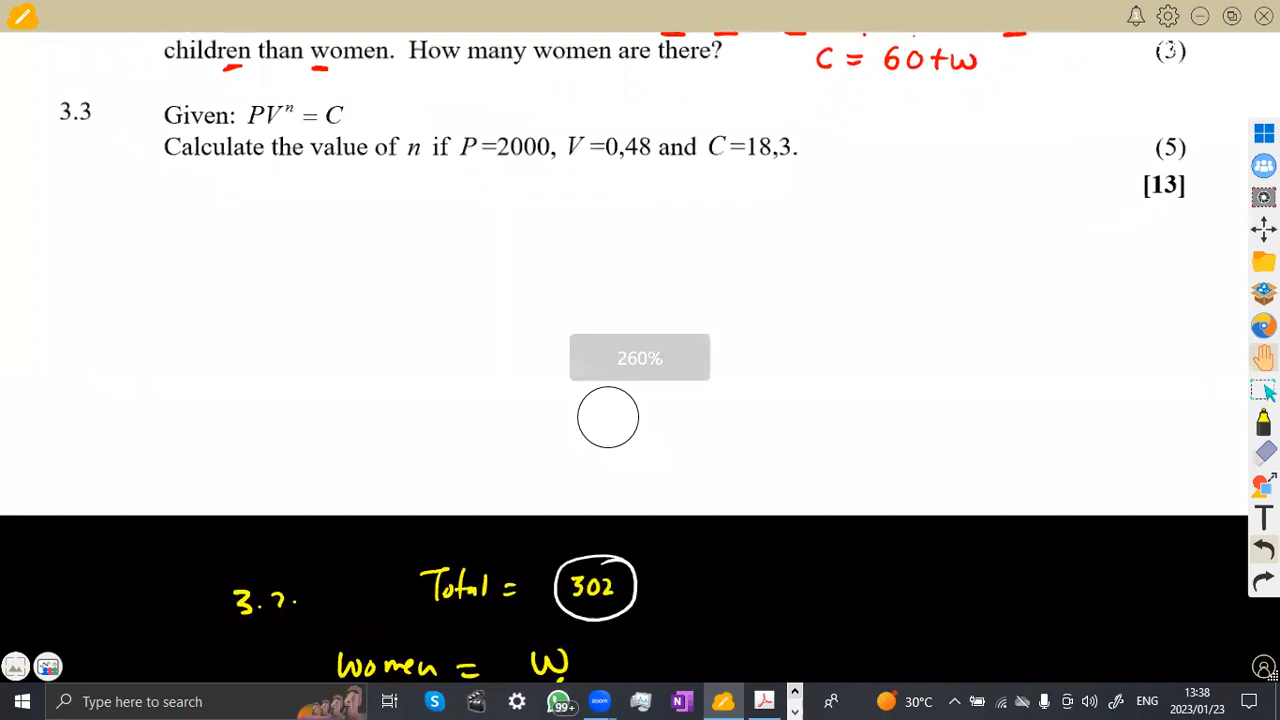 children than women. How many women are there?
C = 60+w
(3)
3.3
Given: PVⁿ = C
Calculate the value of n if P =2000, V =0,48 and C =18,3.
(5)
[13]
260%
3.2.
Total = 302
women = W
Type here to search
99+
zoom
30°C
ENG
13:38
2023/01/23